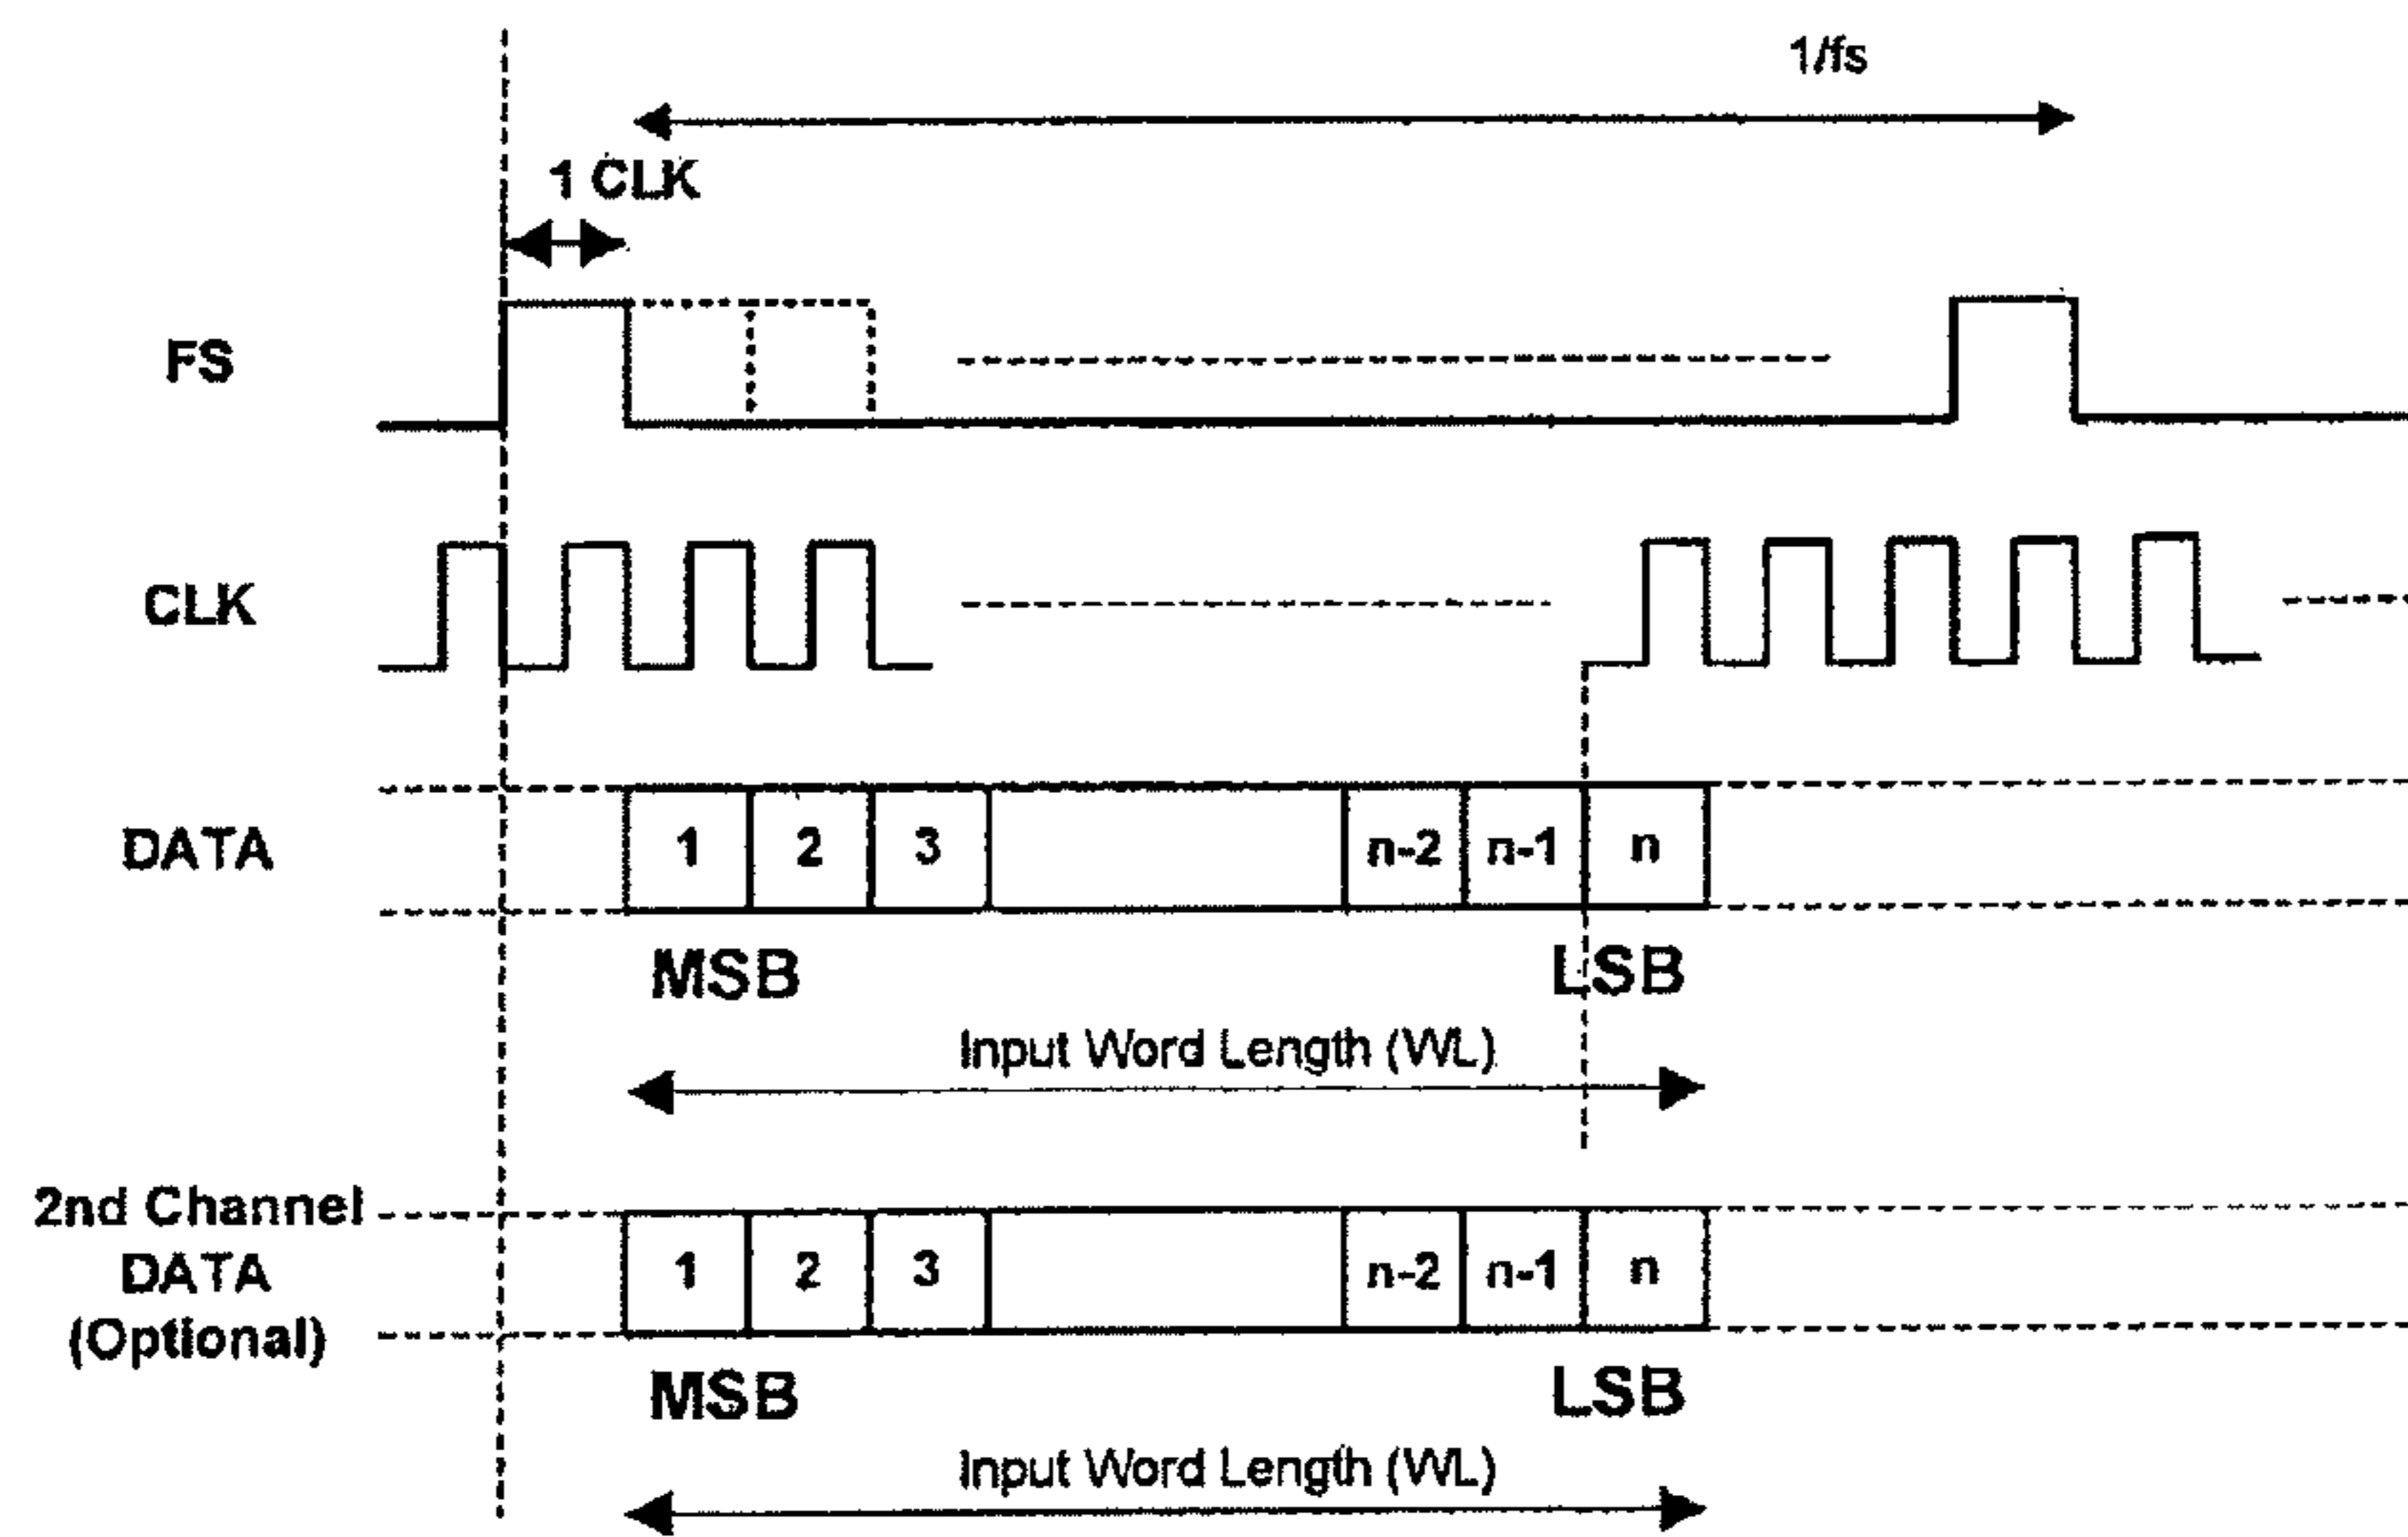 1/fs
1 CLK
FS
CLK
DATA
1 2 3 n-2 n-1 n
MSB LSB
Input Word Length (WL)
2nd Channel
DATA
(Optional)
1 2 3 n-2 n-1 n
MSB LSB
Input Word Length (WL)